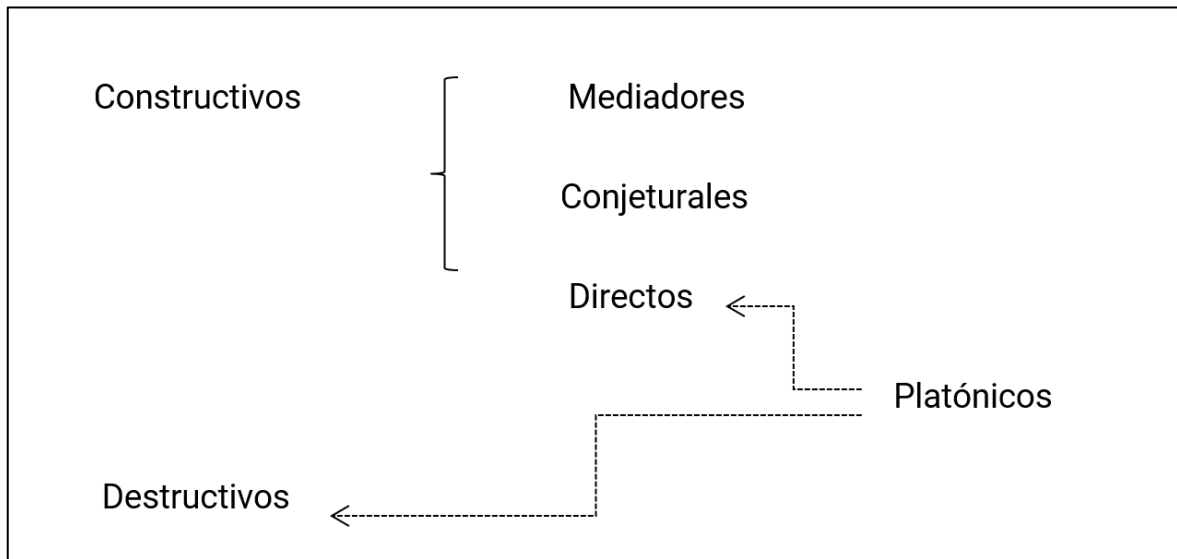 Constructivos
Mediadores
Conjeturales
Directos
Platónicos
Destructivos